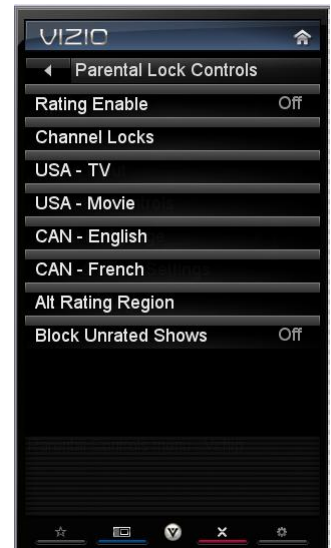 VIZIO
Parental Lock Controls
Rating Enable Off
Channel Locks
USA - TV
USA - Movie
CAN - English
CAN - French
Alt Rating Region
Block Unrated Shows Off